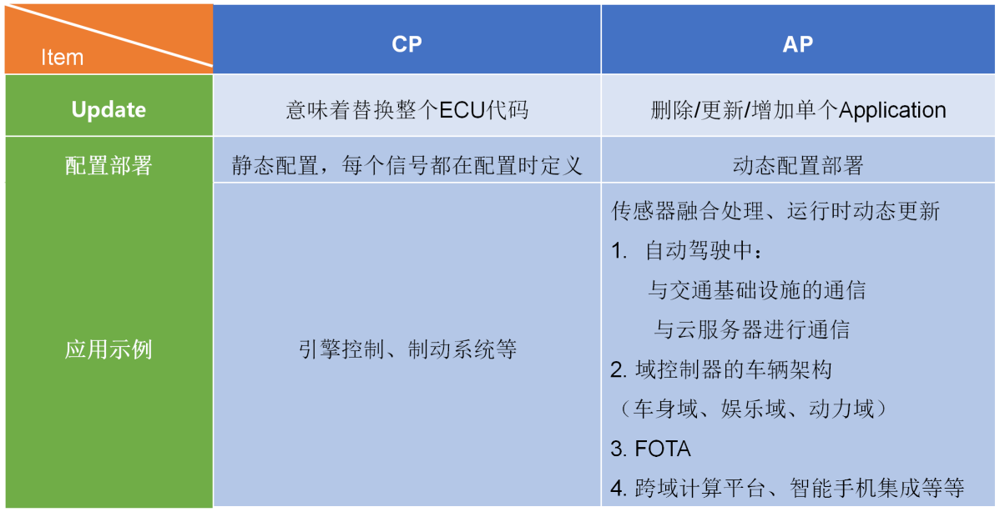 Item
CP
AP
Update
意味着替换整个ECU代码
删除/更新/增加单个Application
配置部署
静态配置，每个信号都在配置时定义
动态配置部署
应用示例
引擎控制、制动系统等
传感器融合处理、运行时动态更新
1. 自动驾驶中：
与交通基础设施的通信
与云服务器进行通信
2. 域控制器的车辆架构
（车身域、娱乐域、动力域）
3. FOTA
4. 跨域计算平台、智能手机集成等等